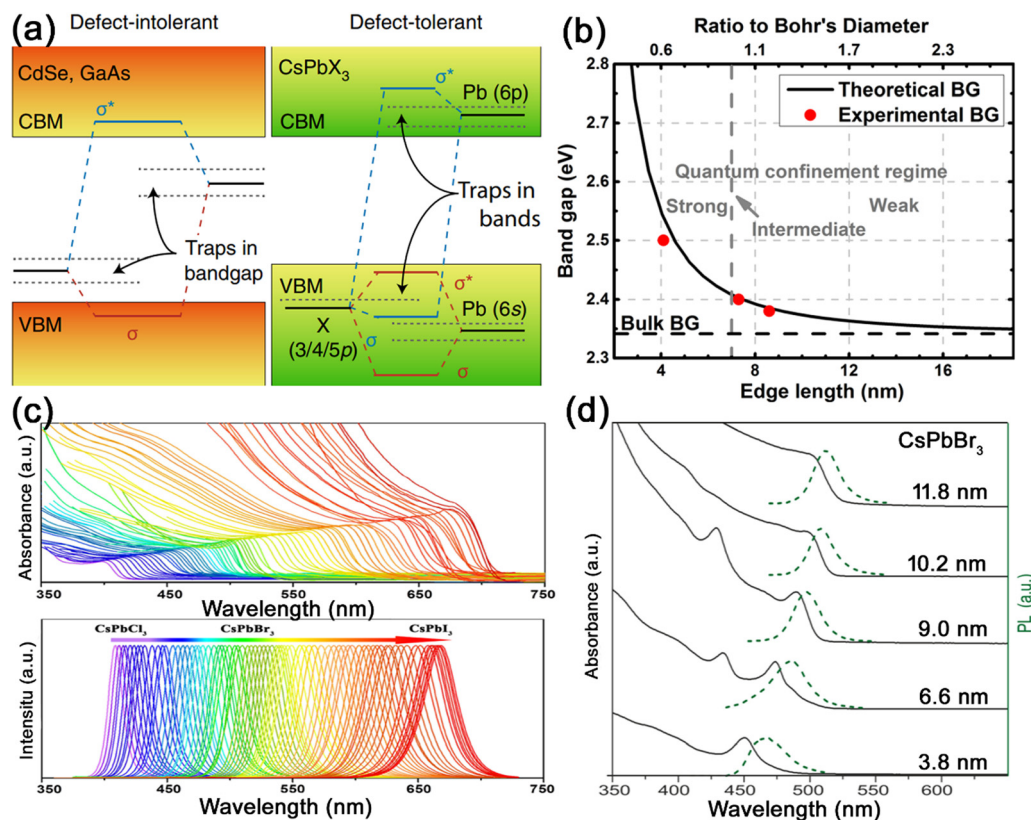 (a)
Defect-intolerant
Defect-tolerant
CdSe, GaAs
σ*
CBM
Traps in
bandgap
VBM
σ
CsPbX₃
σ*
Pb (6p)
CBM
Traps in
bands
σ*
VBM
Pb (6s)
X
(3/4/5p)
σ
σ
(b)
Ratio to Bohr's Diameter
0.6 1.1 1.7 2.3
2.8
2.7
2.6
2.5
2.4
2.3
Band gap (eV)
Theoretical BG
Experimental BG
Quantum confinement regime
Strong
Weak
Intermediate
Bulk BG
4 8 12 16
Edge length (nm)
(c)
Absorbance (a.u.)
350 450 550 650 750
Wavelength (nm)
CsPbCl₃ CsPbBr₃ CsPbI₃
Intensitu (a.u.)
350 450 550 650 750
Wavelength (nm)
(d)
CsPbBr₃
11.8 nm
10.2 nm
9.0 nm
6.6 nm
3.8 nm
Absorbance (a.u.)
PL (a.u.)
350 400 450 500 550 600
Wavelength (nm)